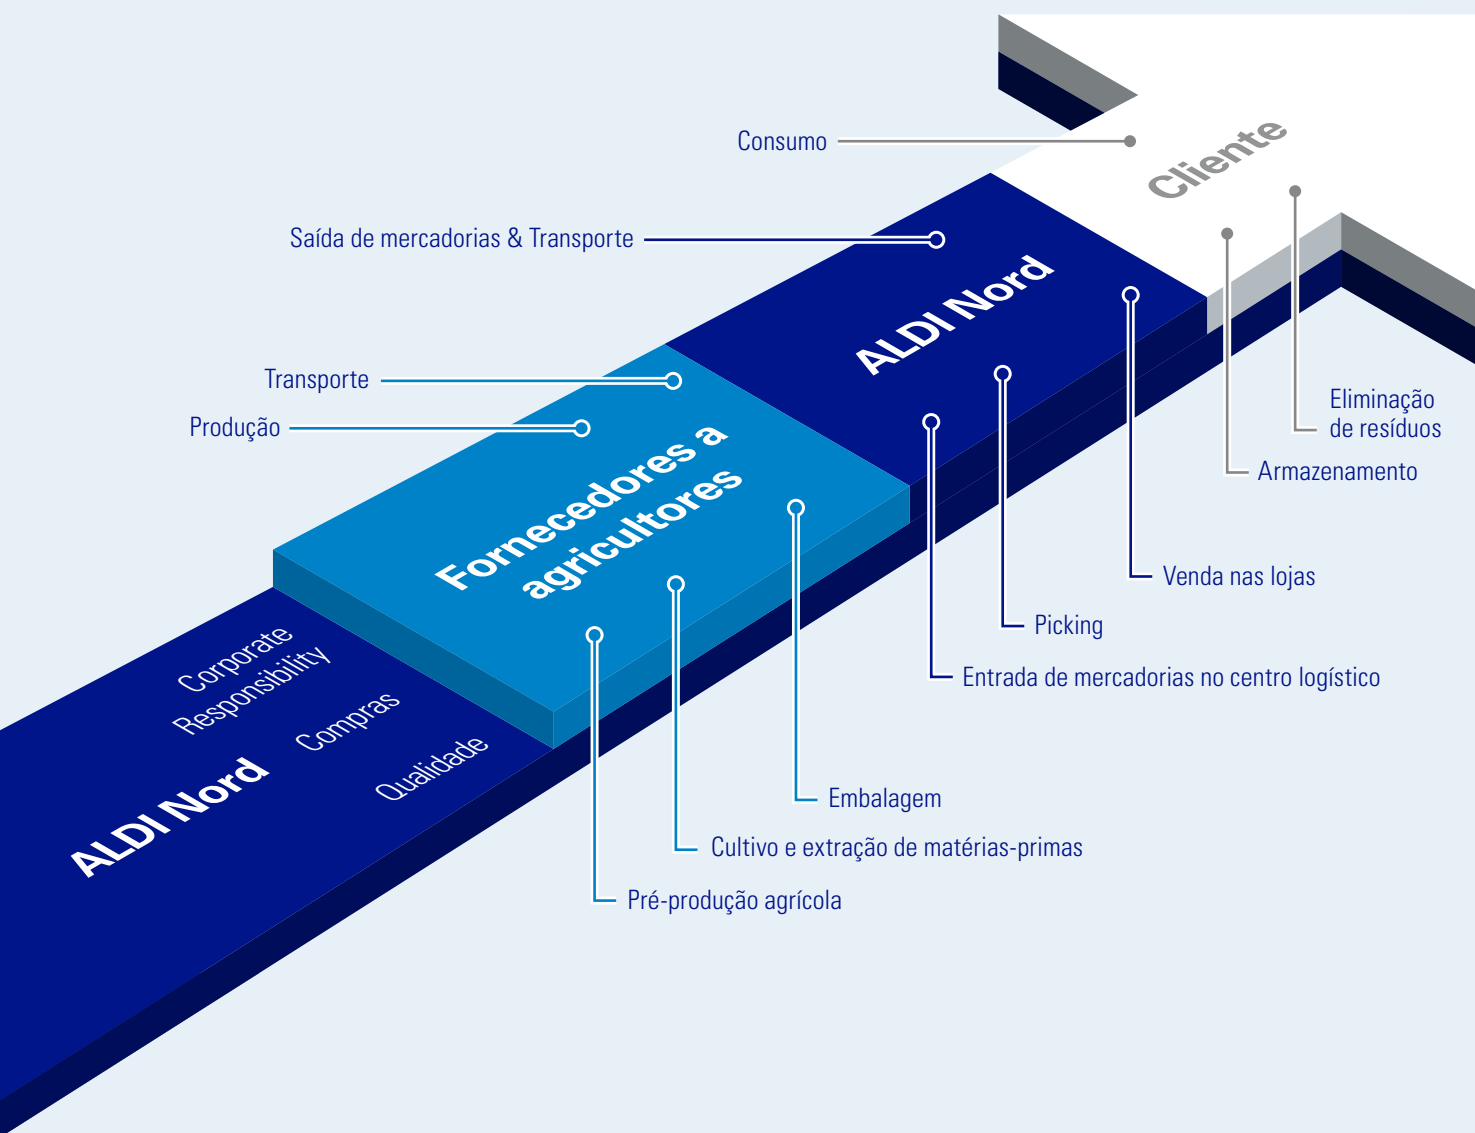 Consumo
Cliente
Saída de mercadorias & Transporte
ALDI Nord
Transporte
Produção
Eliminação
de resíduos
Armazenamento
Fornecedores a
agricultores
Venda nas lojas
Picking
Entrada de mercadorias no centro logístico
Corporate
Responsibility
Compras
Qualidade
ALDI Nord
Embalagem
Cultivo e extração de matérias-primas
Pré-produção agrícola